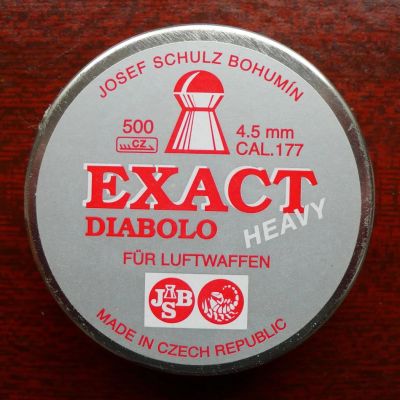 JOSEF SCHULZ BOHUMÍN
500
CZ
4.5 mm
CAL.177
EXACT
HEAVY
DIABOLO
FÜR LUFTWAFFEN
JSB
MADE IN CZECH REPUBLIC